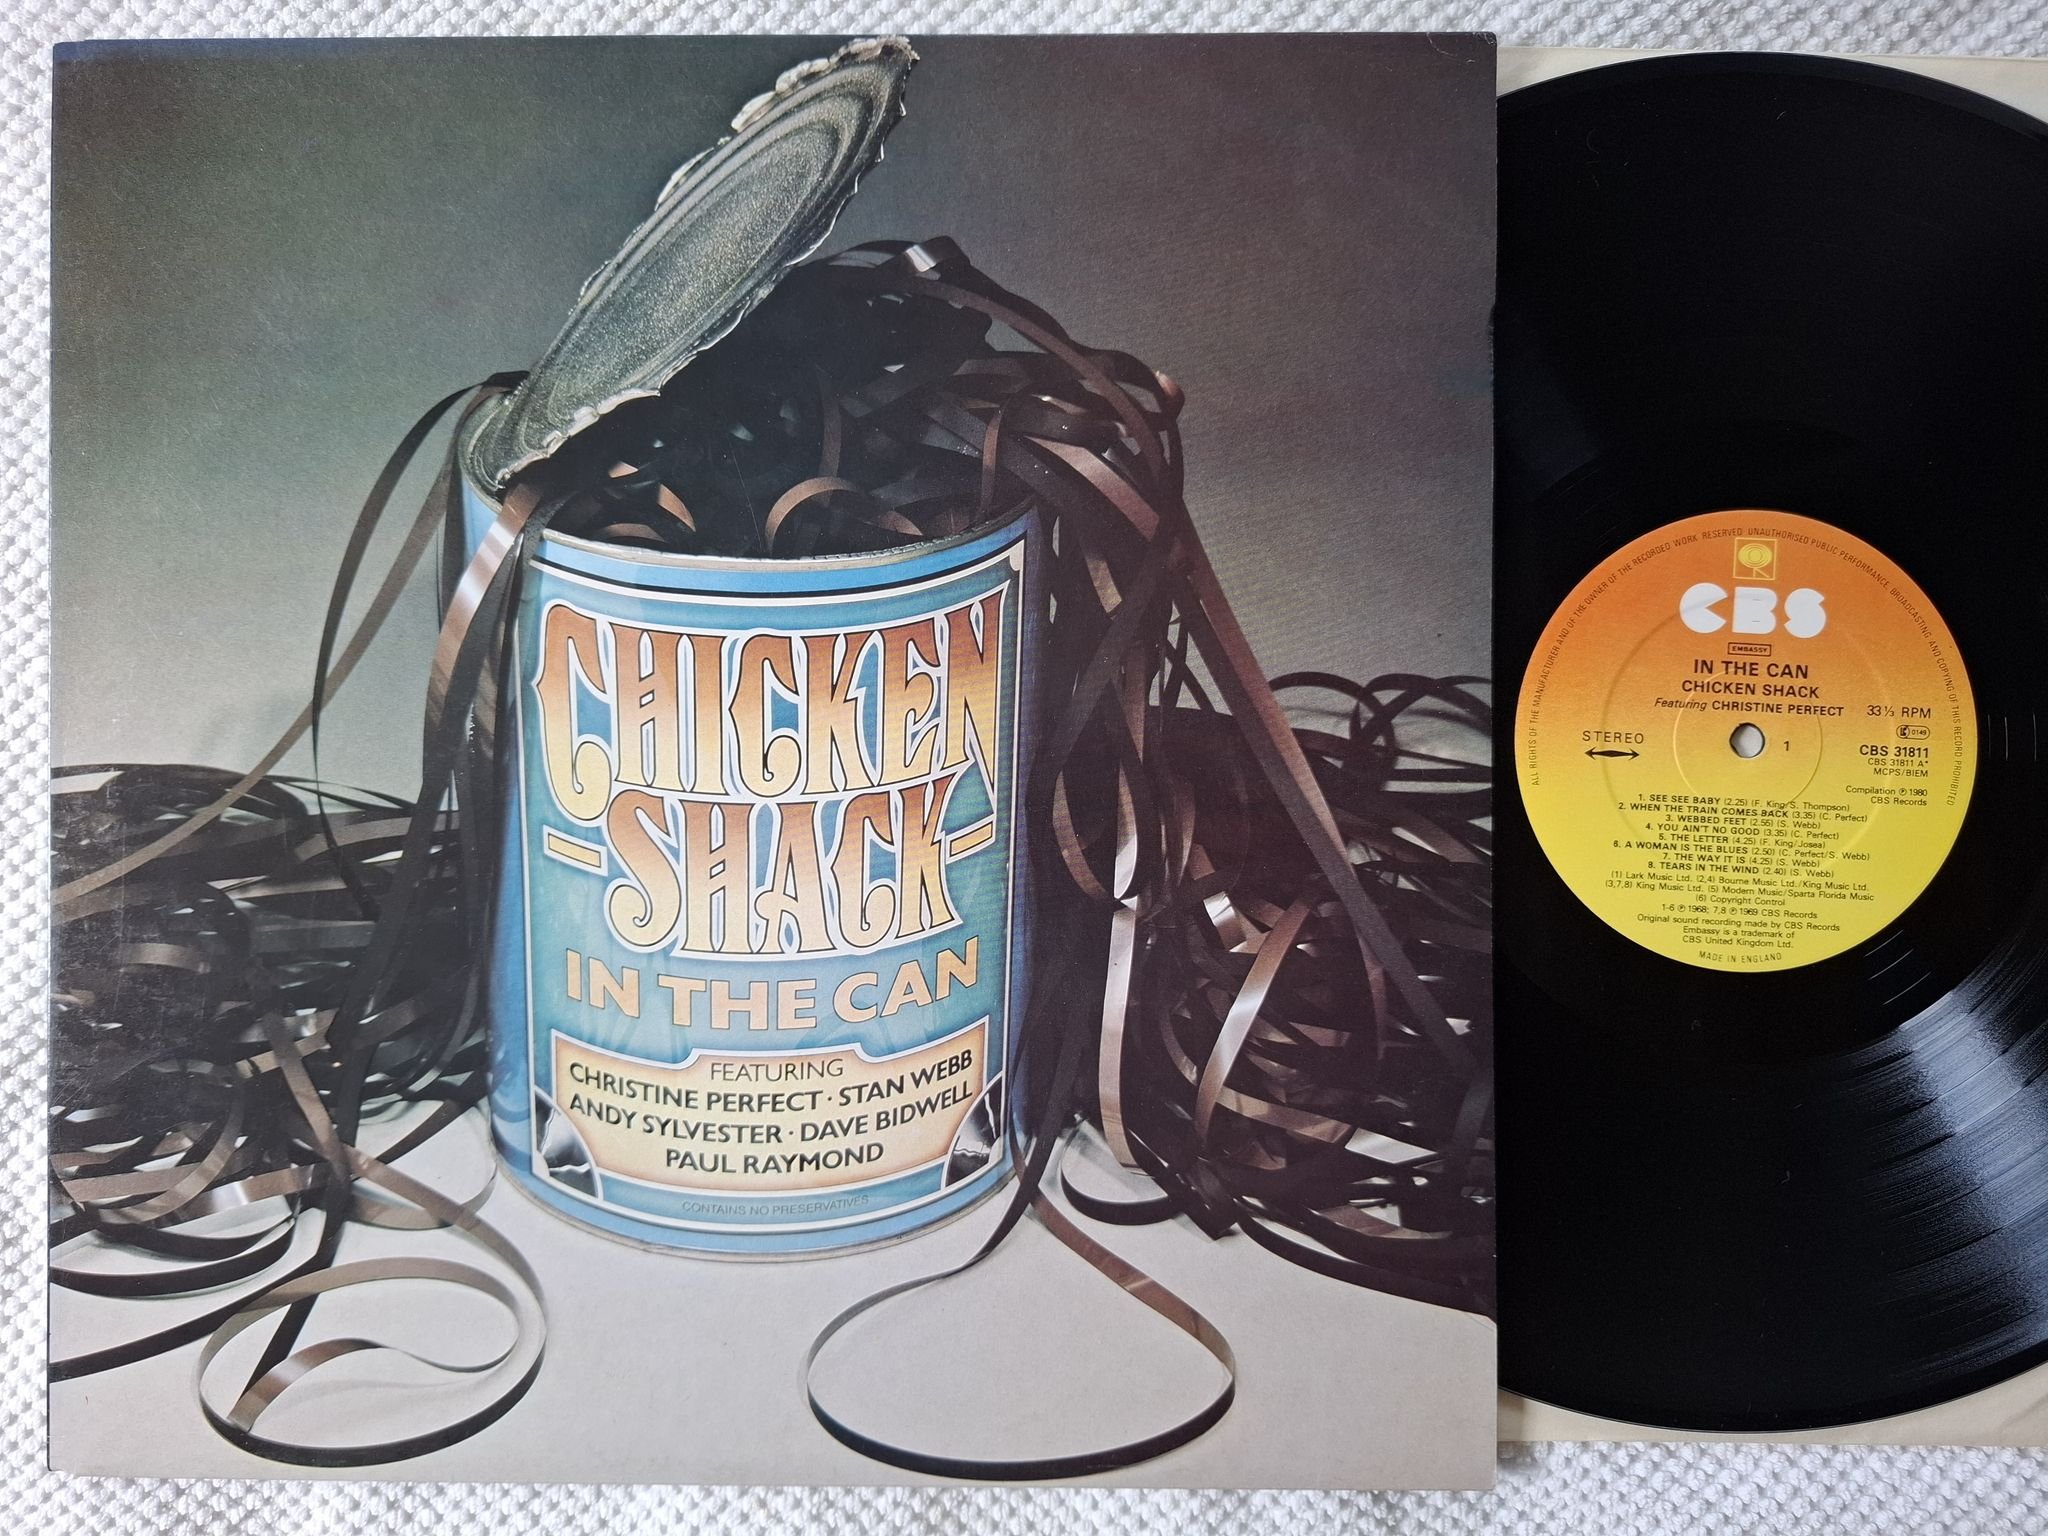 CHICKEN
SHACK
IN THE CAN
FEATURING
CHRISTINE PERFECT · STAN WEBB
ANDY SYLVESTER · DAVE BIDWELL
PAUL RAYMOND
CONTAINS NO PRESERVATIVES
ALL RIGHTS OF THE MANUFACTURER AND OF THE OWNER OF THE RECORDED WORK RESERVED UNAUTHORISED PUBLIC PERFORMANCE BROADCASTING AND COPYING OF THIS RECORD PROHIBITED
CBS
EMBASSY
IN THE CAN
CHICKEN SHACK
Featuring CHRISTINE PERFECT
33⅓ RPM
STEREO
1
0149
CBS 31811
CBS 31811 A*
MCPS/BIEM
Compilation ℗ 1980
CBS Records
1. SEE SEE BABY (2.25) (F. King/S. Thompson)
2. WHEN THE TRAIN COMES BACK (3.35) (C. Perfect)
3. WEBBED FEET (2.55) (S. Webb)
4. YOU AIN'T NO GOOD (3.35) (C. Perfect)
5. THE LETTER (4.25) (F. King/Josea)
6. A WOMAN IS THE BLUES (2.50) (C. Perfect/S. Webb)
7. THE WAY IT IS (4.25) (S. Webb)
8. TEARS IN THE WIND (2.40) (S. Webb)
(1) Lark Music Ltd. (2,4) Bourne Music Ltd./King Music Ltd.
(3,7,8) King Music Ltd. (5) Modern Music/Sparta Florida Music
(6) Copyright Control
1-6 ℗ 1968; 7,8 ℗ 1969 CBS Records
Original sound recording made by CBS Records
Embassy is a trademark of
CBS United Kingdom Ltd.
MADE IN ENGLAND